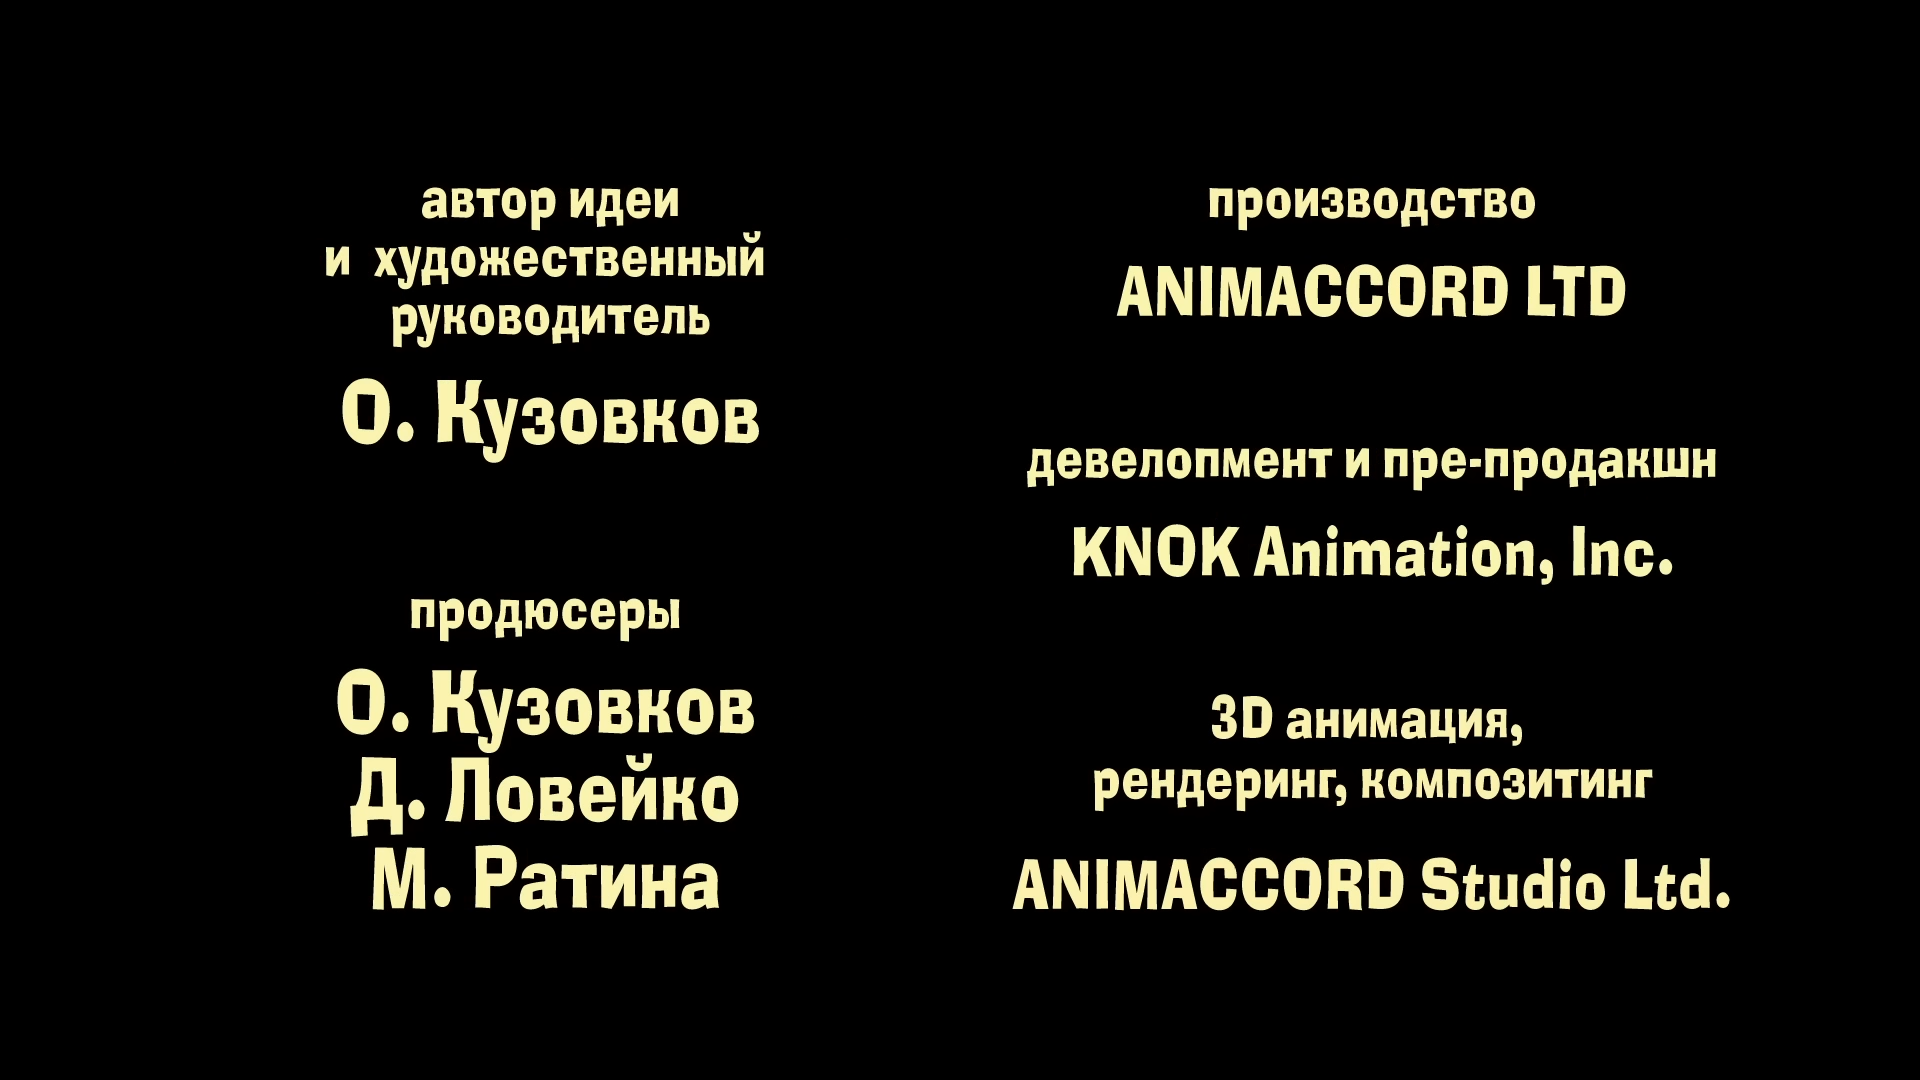 автор идеи
и художественный
руководитель
О. Кузовков
продюсеры
О. Кузовков
Д. Ловейко
М. Ратина
производство
ANIMACCORD LTD
девелопмент и пре-продакшн
KNOK Animation, Inc.
3D анимация,
рендеринг, композитинг
ANIMACCORD Studio Ltd.